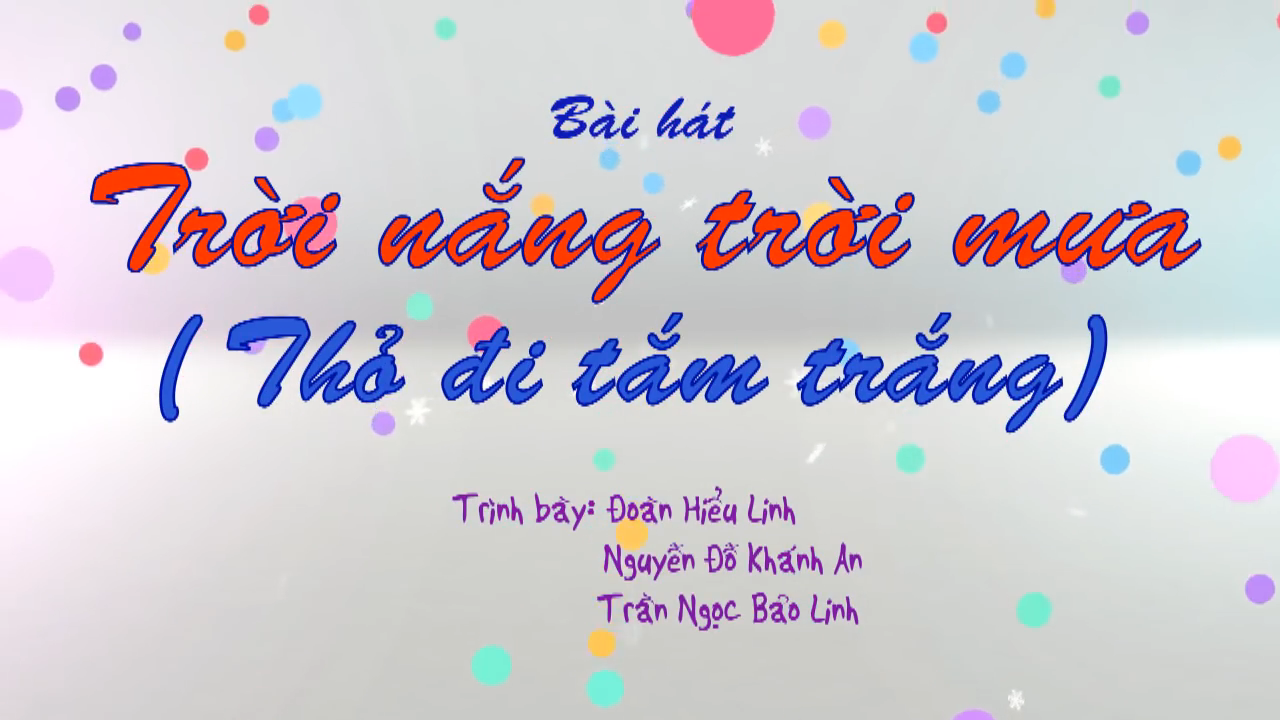 Bài hát
Trời nắng trời mưa
( Thỏ đi tắm trắng)
Trình bày: Đoàn Hiểu Linh
Nguyễn Đỗ Khánh An
Trần Ngọc Bảo Linh